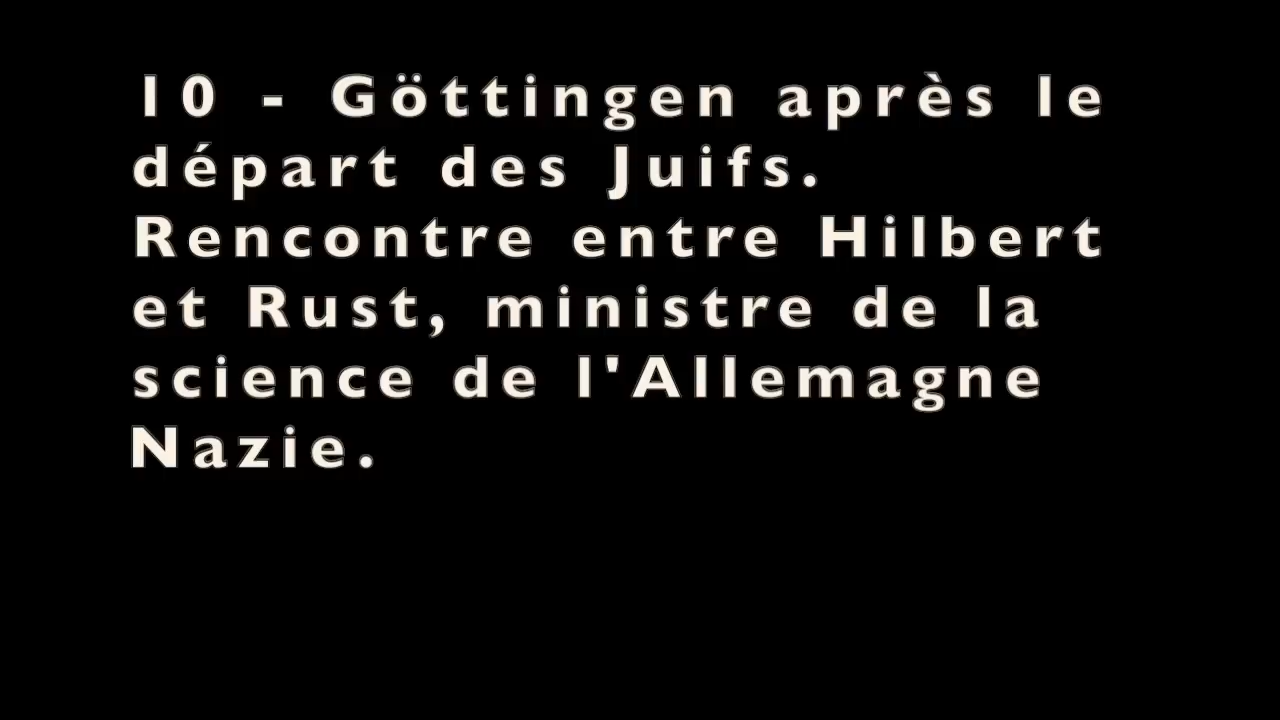 10 - Göttingen après le
départ des Juifs.
Rencontre entre Hilbert
et Rust, ministre de la
science de l'Allemagne
Nazie.